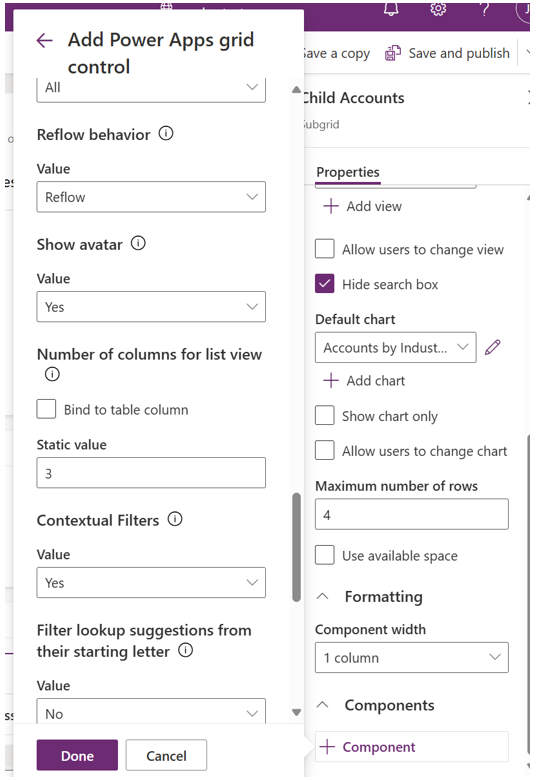 Add Power Apps grid
control
All
Reflow behavior
Value
Reflow
Show avatar
Value
Yes
Number of columns for list view
Bind to table column
Static value
3
Contextual Filters
Value
Yes
Filter lookup suggestions from
their starting letter
Value
No
Done
Cancel
?
ave a copy
Save and publish
Child Accounts
ubgrid
Properties
Add view
Allow users to change view
Hide search box
Default chart
Accounts by Indust...
Add chart
Show chart only
Allow users to change chart
Maximum number of rows
4
Use available space
Formatting
Component width
1 column
Components
Component